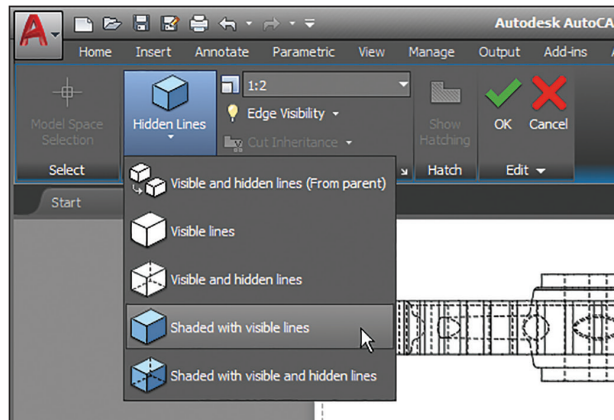 Autodesk AutoCA
Home Insert Annotate Parametric View Manage Output Add-ins
Model Space Selection
Hidden Lines
1:2
Edge Visibility
Cut Inheritance
Show Hatching
OK
Cancel
Select
Hatch
Edit
Start
Visible and hidden lines (From parent)
Visible lines
Visible and hidden lines
Shaded with visible lines
Shaded with visible and hidden lines